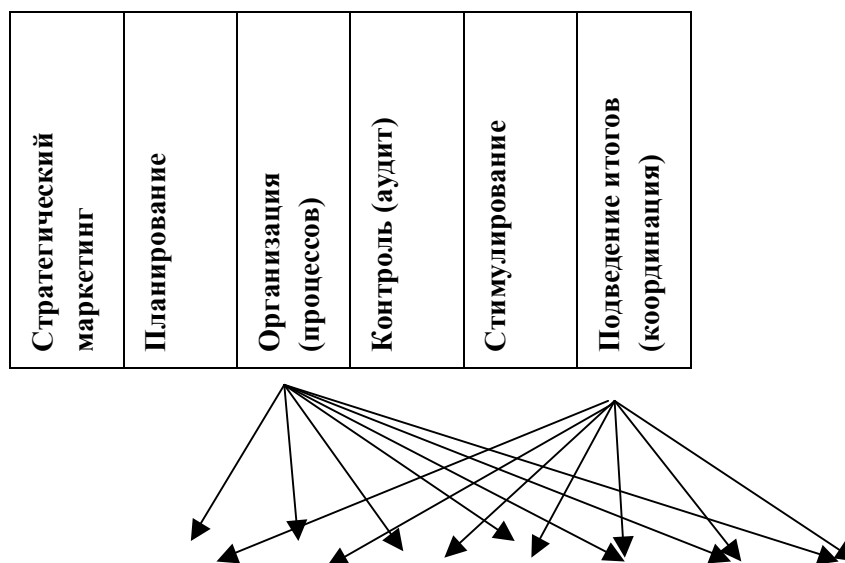 Стратегический
маркетинг
Планирование
Организация
(процессов)
Контроль (аудит)
Стимулирование
Подведение итогов
(координация)